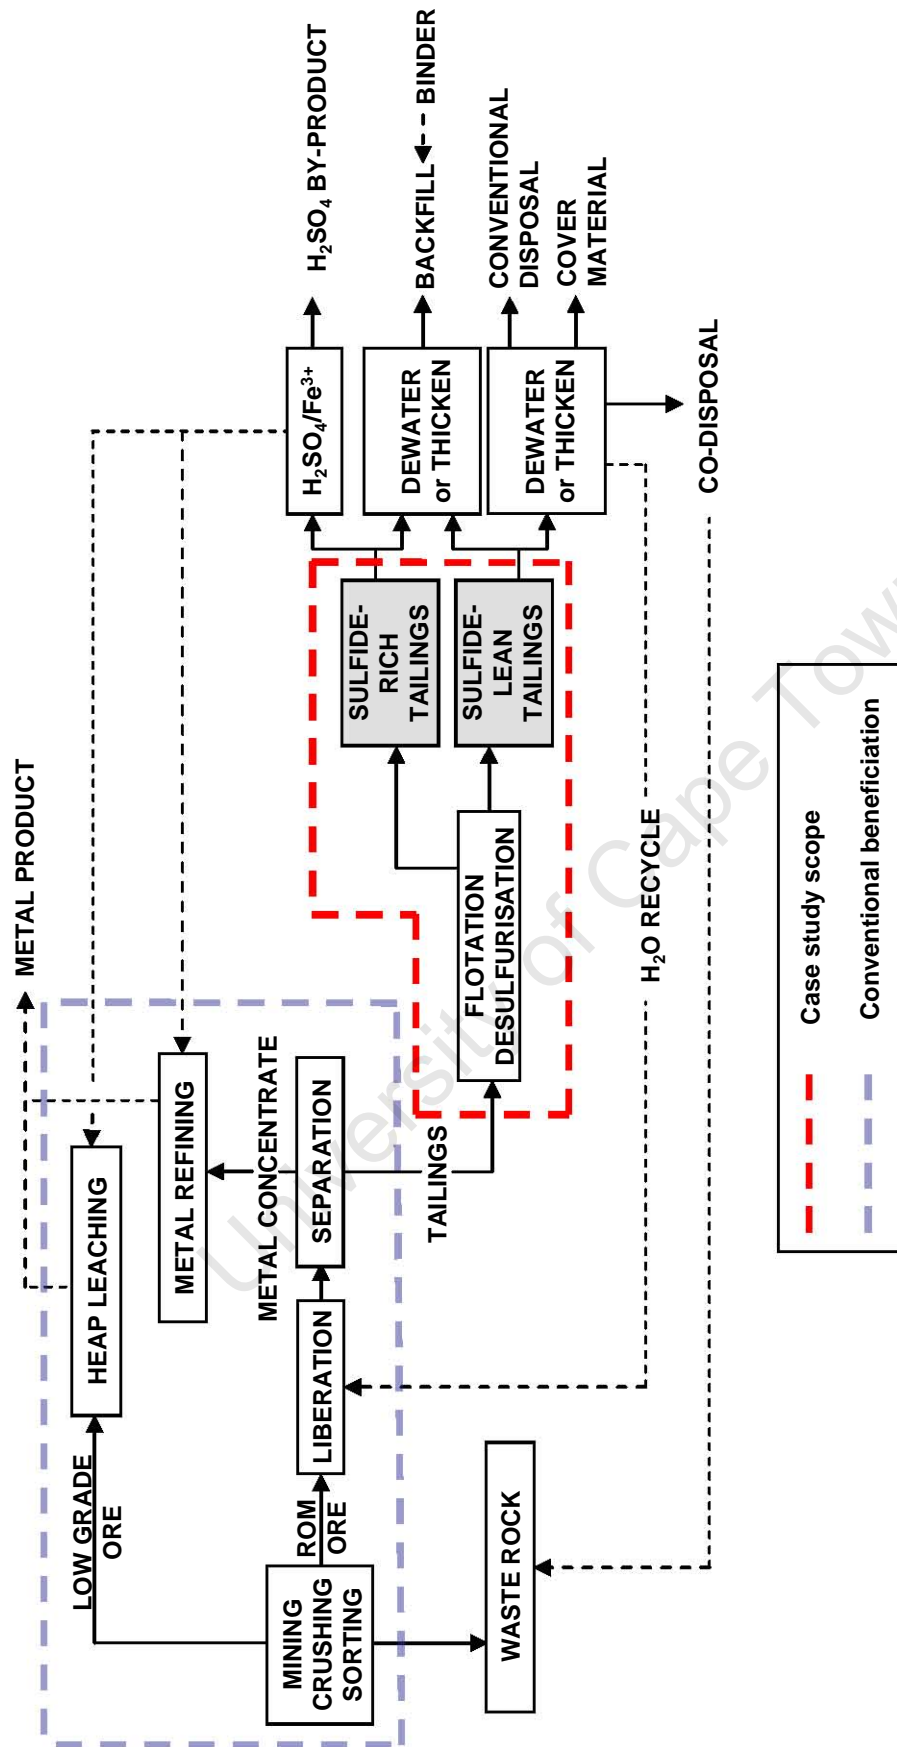 METAL PRODUCT
LOW GRADE
ORE
HEAP LEACHING
METAL REFINING
METAL CONCENTRATE
MINING
CRUSHING
SORTING
ROM
ORE
LIBERATION
SEPARATION
TAILINGS
WASTE ROCK
FLOTATION
DESULFURISATION
SULFIDE-
RICH
TAILINGS
SULFIDE-
LEAN
TAILINGS
H₂SO₄/Fe³⁺
H₂SO₄ BY-PRODUCT
DEWATER
or THICKEN
BACKFILL
BINDER
DEWATER
or THICKEN
CONVENTIONAL
DISPOSAL
COVER
MATERIAL
H₂O RECYCLE
CO-DISPOSAL
Case study scope
Conventional beneficiation
University of Cape Tow